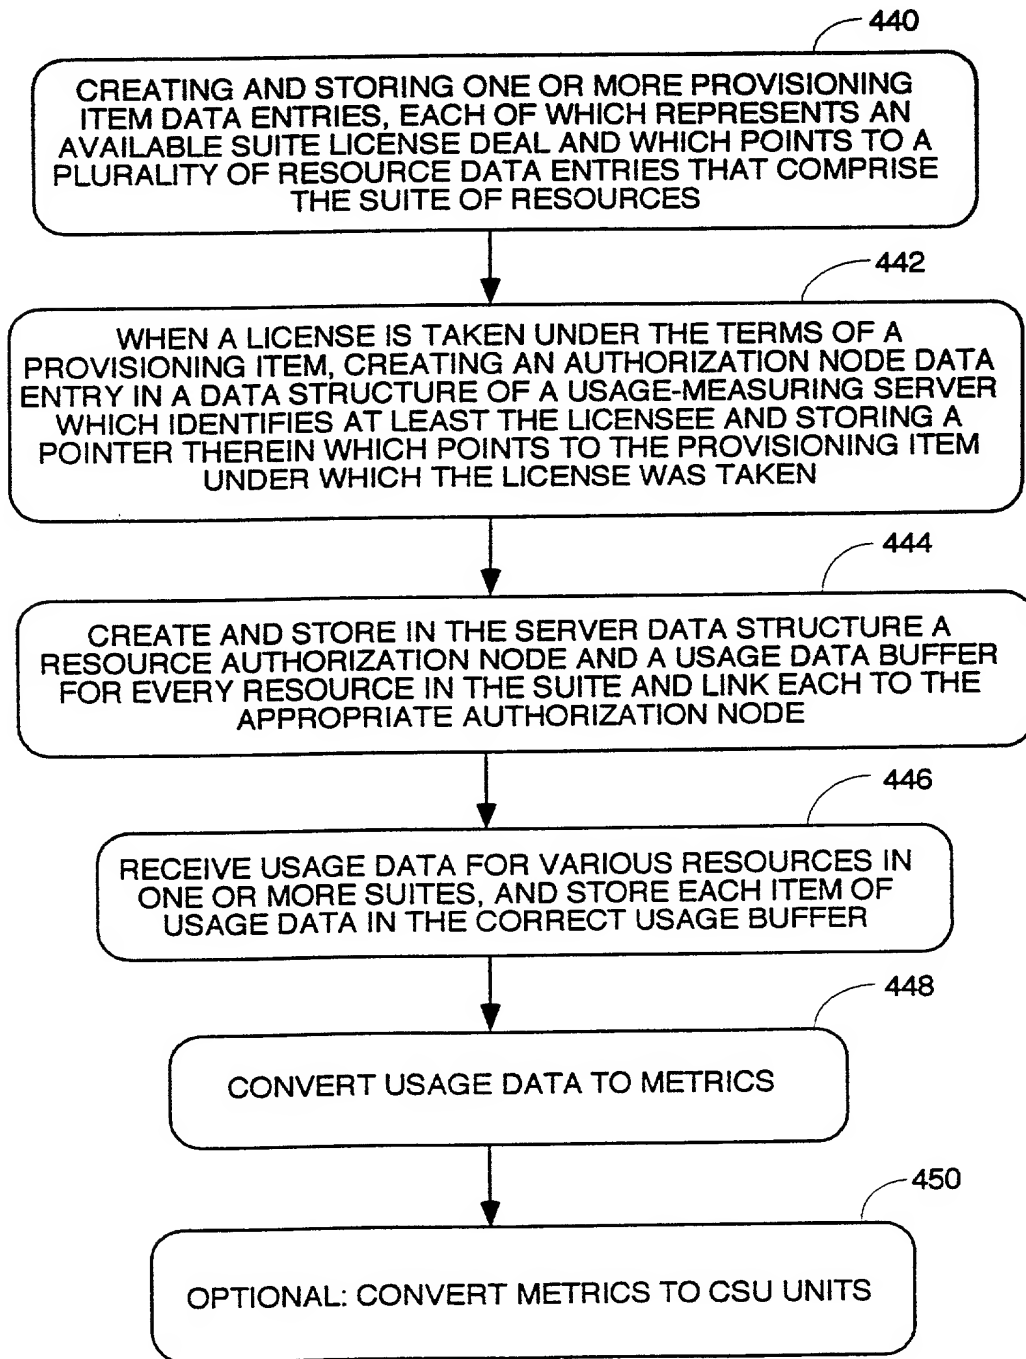 440
CREATING AND STORING ONE OR MORE PROVISIONING
ITEM DATA ENTRIES, EACH OF WHICH REPRESENTS AN
AVAILABLE SUITE LICENSE DEAL AND WHICH POINTS TO A
PLURALITY OF RESOURCE DATA ENTRIES THAT COMPRISE
THE SUITE OF RESOURCES
442
WHEN A LICENSE IS TAKEN UNDER THE TERMS OF A
PROVISIONING ITEM, CREATING AN AUTHORIZATION NODE DATA
ENTRY IN A DATA STRUCTURE OF A USAGE-MEASURING SERVER
WHICH IDENTIFIES AT LEAST THE LICENSEE AND STORING A
POINTER THEREIN WHICH POINTS TO THE PROVISIONING ITEM
UNDER WHICH THE LICENSE WAS TAKEN
444
CREATE AND STORE IN THE SERVER DATA STRUCTURE A
RESOURCE AUTHORIZATION NODE AND A USAGE DATA BUFFER
FOR EVERY RESOURCE IN THE SUITE AND LINK EACH TO THE
APPROPRIATE AUTHORIZATION NODE
446
RECEIVE USAGE DATA FOR VARIOUS RESOURCES IN
ONE OR MORE SUITES, AND STORE EACH ITEM OF
USAGE DATA IN THE CORRECT USAGE BUFFER
448
CONVERT USAGE DATA TO METRICS
450
OPTIONAL: CONVERT METRICS TO CSU UNITS